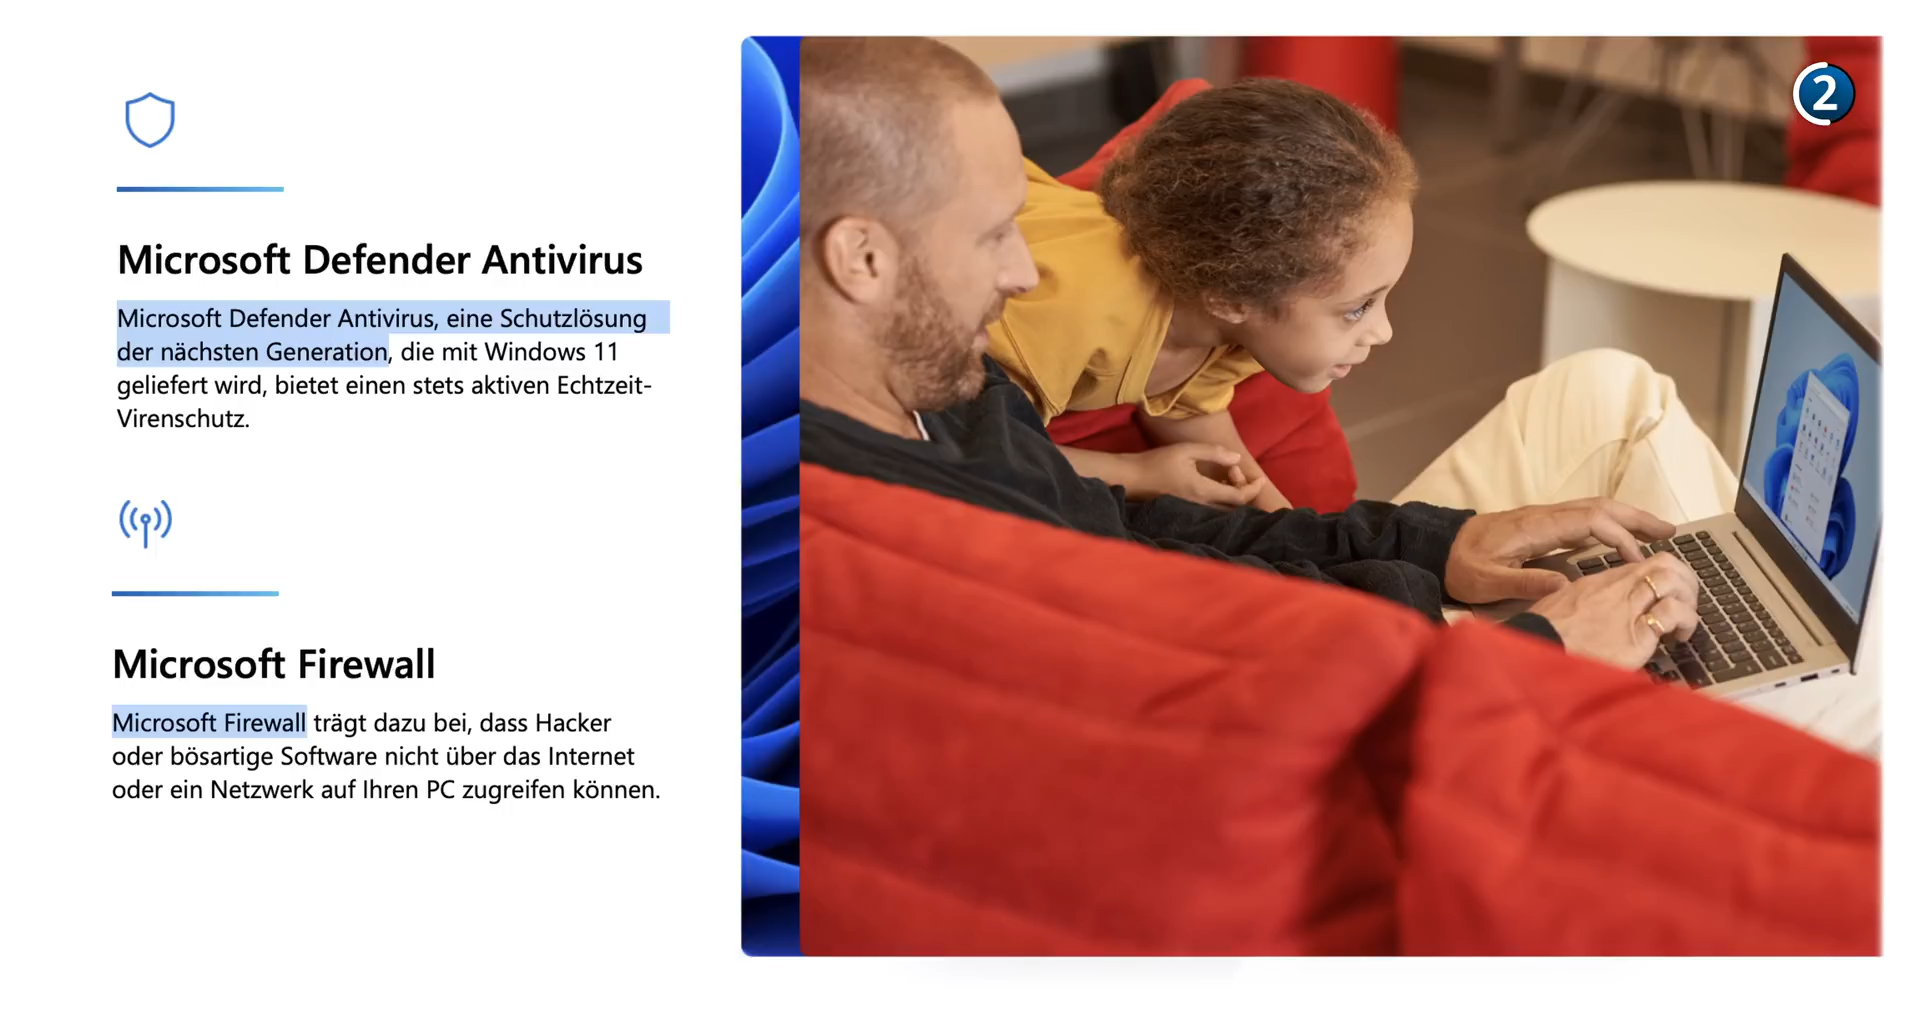 Microsoft Defender Antivirus
Microsoft Defender Antivirus, eine Schutzlösung
der nächsten Generation, die mit Windows 11
geliefert wird, bietet einen stets aktiven Echtzeit-
Virenschutz.
Microsoft Firewall
Microsoft Firewall trägt dazu bei, dass Hacker
oder bösartige Software nicht über das Internet
oder ein Netzwerk auf Ihren PC zugreifen können.
2